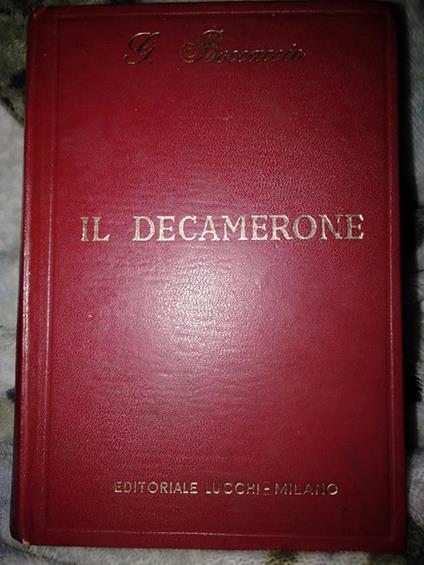 G. Boccaccio
IL DECAMERONE
EDITORIALE LUCCHI - MILANO